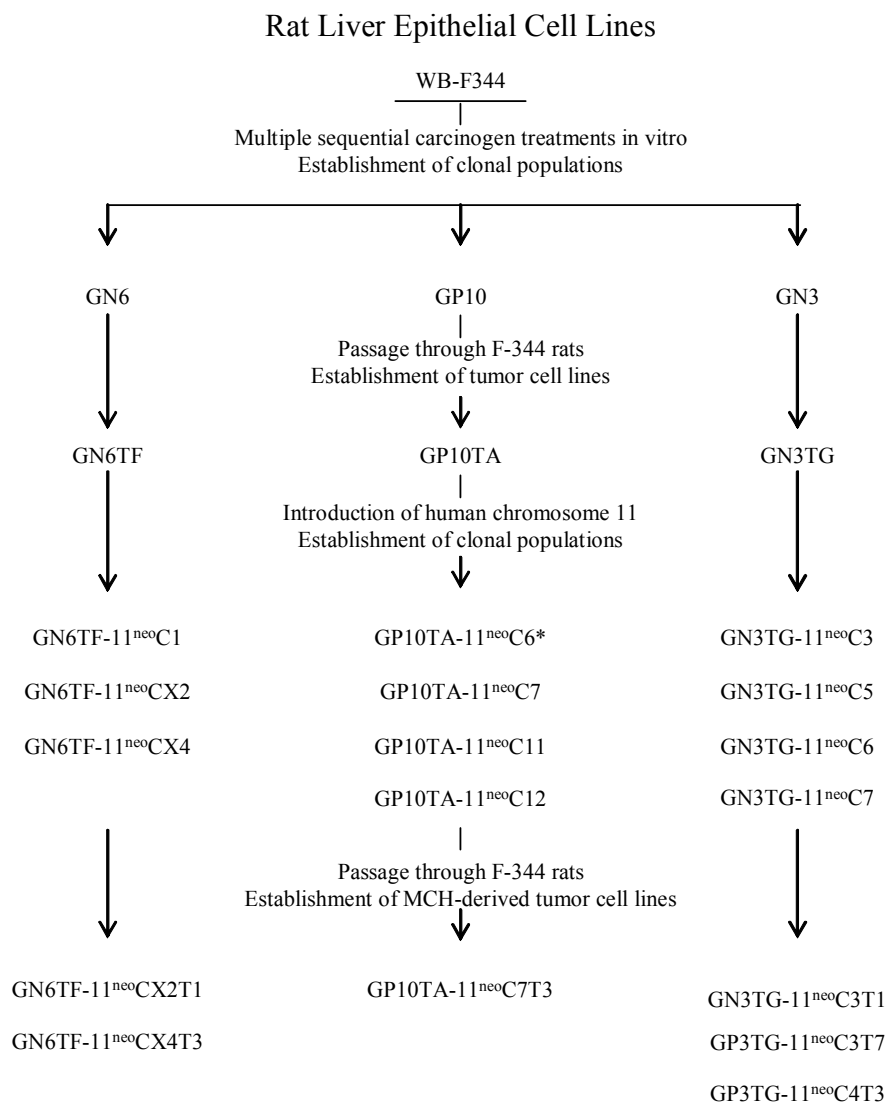 Rat Liver Epithelial Cell Lines
WB-F344
Multiple sequential carcinogen treatments in vitro
Establishment of clonal populations
GN6 GP10 GN3
Passage through F-344 rats
Establishment of tumor cell lines
GN6TF GP10TA GN3TG
Introduction of human chromosome 11
Establishment of clonal populations
GN6TF-11ⁿᵉᵒC1 GP10TA-11ⁿᵉᵒC6* GN3TG-11ⁿᵉᵒC3
GN6TF-11ⁿᵉᵒCX2 GP10TA-11ⁿᵉᵒC7 GN3TG-11ⁿᵉᵒC5
GN6TF-11ⁿᵉᵒCX4 GP10TA-11ⁿᵉᵒC11 GN3TG-11ⁿᵉᵒC6
GP10TA-11ⁿᵉᵒC12 GN3TG-11ⁿᵉᵒC7
Passage through F-344 rats
Establishment of MCH-derived tumor cell lines
GN6TF-11ⁿᵉᵒCX2T1 GP10TA-11ⁿᵉᵒC7T3 GN3TG-11ⁿᵉᵒC3T1
GN6TF-11ⁿᵉᵒCX4T3 GP3TG-11ⁿᵉᵒC3T7
GP3TG-11ⁿᵉᵒC4T3